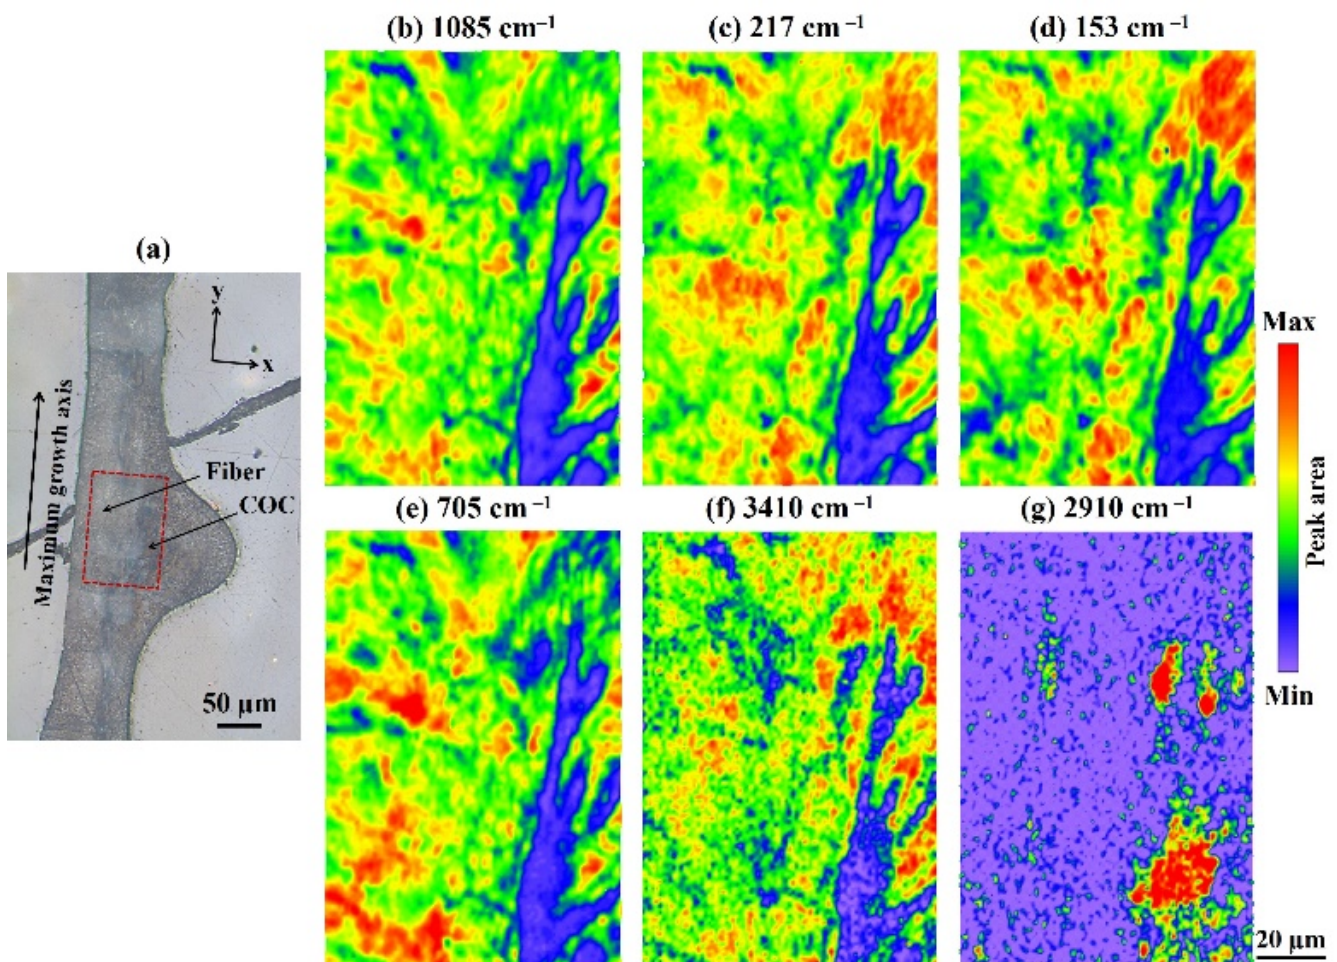 (b) 1085 cm⁻¹
(c) 217 cm⁻¹
(d) 153 cm⁻¹
(a)
y
x
Maximum growth axis
Fiber
COC
50 μm
(e) 705 cm⁻¹
(f) 3410 cm⁻¹
(g) 2910 cm⁻¹
Max
Peak area
Min
20 μm